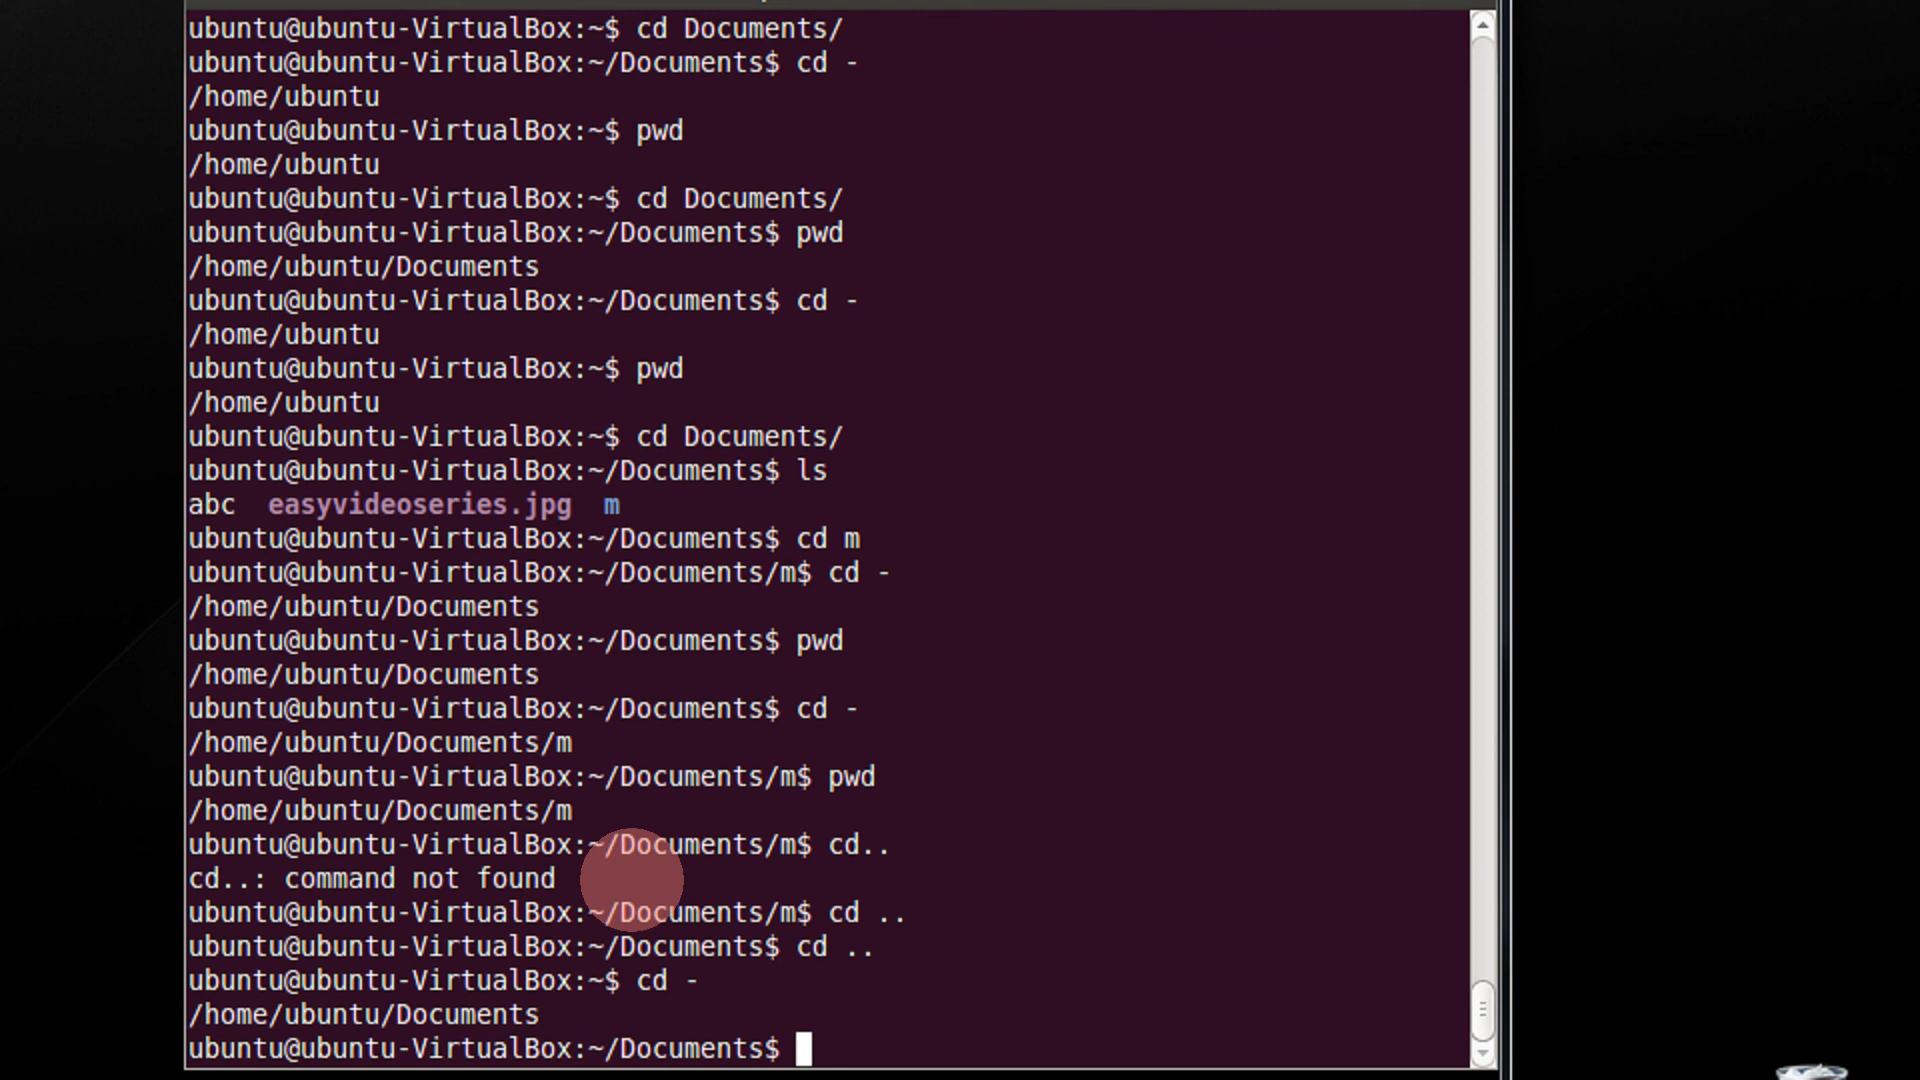 ubuntu@ubuntu-VirtualBox:~$ cd Documents/
ubuntu@ubuntu-VirtualBox:~/Documents$ cd -
/home/ubuntu
ubuntu@ubuntu-VirtualBox:~$ pwd
/home/ubuntu
ubuntu@ubuntu-VirtualBox:~$ cd Documents/
ubuntu@ubuntu-VirtualBox:~/Documents$ pwd
/home/ubuntu/Documents
ubuntu@ubuntu-VirtualBox:~/Documents$ cd -
/home/ubuntu
ubuntu@ubuntu-VirtualBox:~$ pwd
/home/ubuntu
ubuntu@ubuntu-VirtualBox:~$ cd Documents/
ubuntu@ubuntu-VirtualBox:~/Documents$ ls
abc  easyvideoseries.jpg  m
ubuntu@ubuntu-VirtualBox:~/Documents$ cd m
ubuntu@ubuntu-VirtualBox:~/Documents/m$ cd -
/home/ubuntu/Documents
ubuntu@ubuntu-VirtualBox:~/Documents$ pwd
/home/ubuntu/Documents
ubuntu@ubuntu-VirtualBox:~/Documents$ cd -
/home/ubuntu/Documents/m
ubuntu@ubuntu-VirtualBox:~/Documents/m$ pwd
/home/ubuntu/Documents/m
ubuntu@ubuntu-VirtualBox:~/Documents/m$ cd..
cd..: command not found
ubuntu@ubuntu-VirtualBox:~/Documents/m$ cd ..
ubuntu@ubuntu-VirtualBox:~/Documents$ cd ..
ubuntu@ubuntu-VirtualBox:~$ cd -
/home/ubuntu/Documents
ubuntu@ubuntu-VirtualBox:~/Documents$